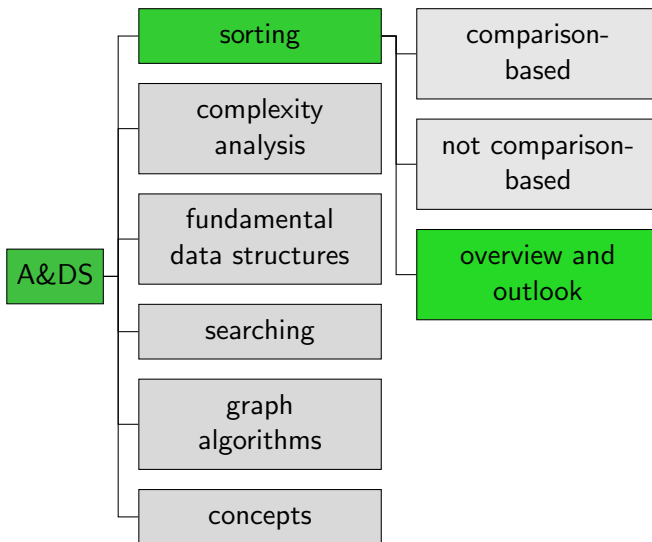 A&DS
sorting
complexity
analysis
fundamental
data structures
searching
graph
algorithms
concepts
comparison-
based
not comparison-
based
overview and
outlook